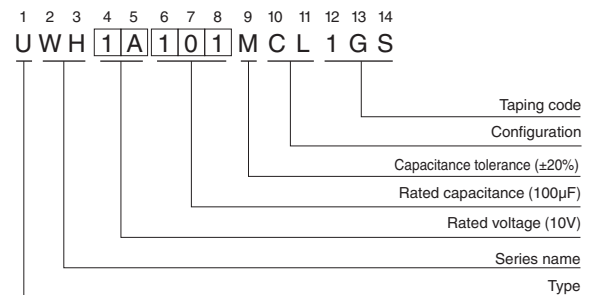 1 2 3 4 5 6 7 8 9 10 11 12 13 14
U W H 1 A 1 0 1 M C L 1 G S
Taping code
Configuration
Capacitance tolerance (±20%)
Rated capacitance (100µF)
Rated voltage (10V)
Series name
Type